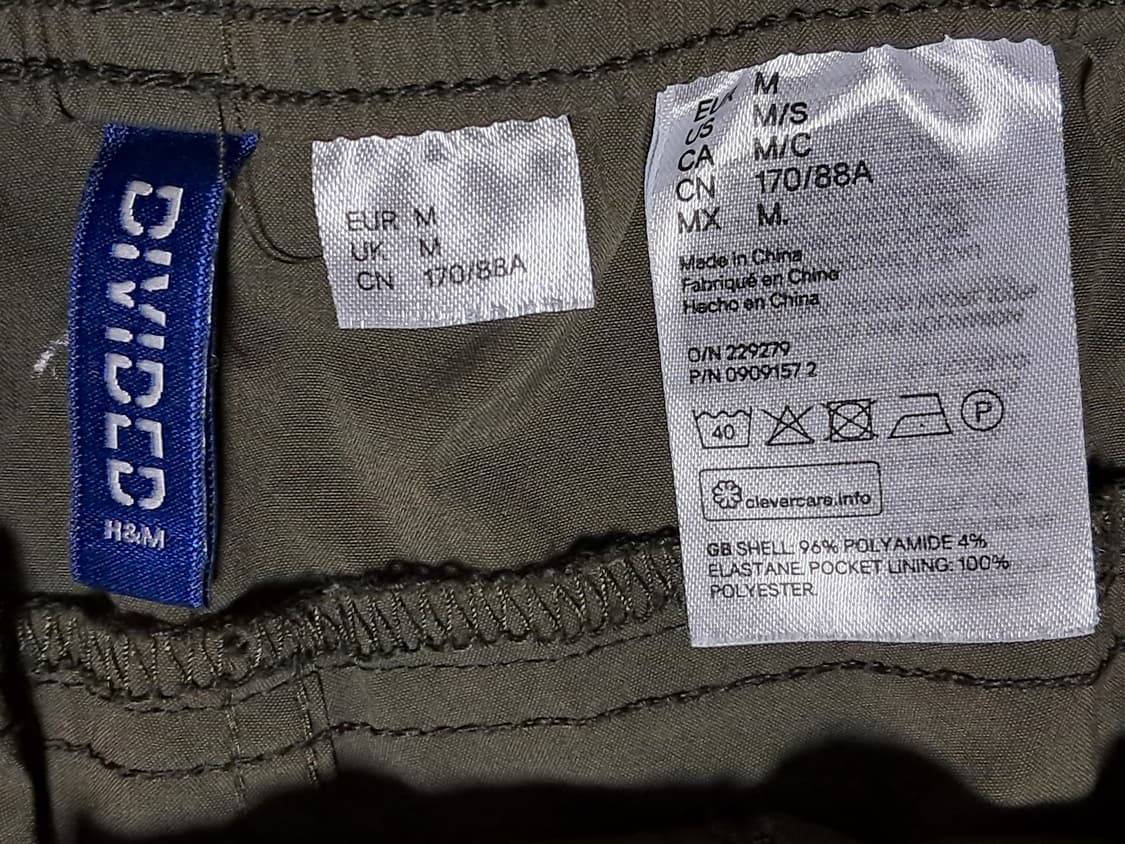 DIVIDED
H&M
EUR M
UK M
CN 170/88A
EUR M
US M/S
CA M/C
CN 170/88A
MX M.
Made in China
Fabriqué en Chine
Hecho en China
O/N 229279
P/N 0909157 2
40
P
clevercare.info
GB SHELL: 96% POLYAMIDE 4%
ELASTANE. POCKET LINING: 100%
POLYESTER